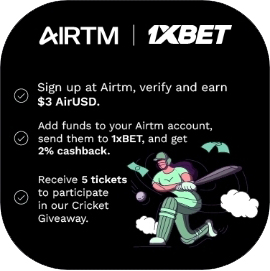 AIRTM | 1XBET
Sign up at Airtm, verify and earn
$3 AirUSD.
Add funds to your Airtm account,
send them to 1xBET, and get
2% cashback.
Receive 5 tickets
to participate
in our Cricket
Giveaway.